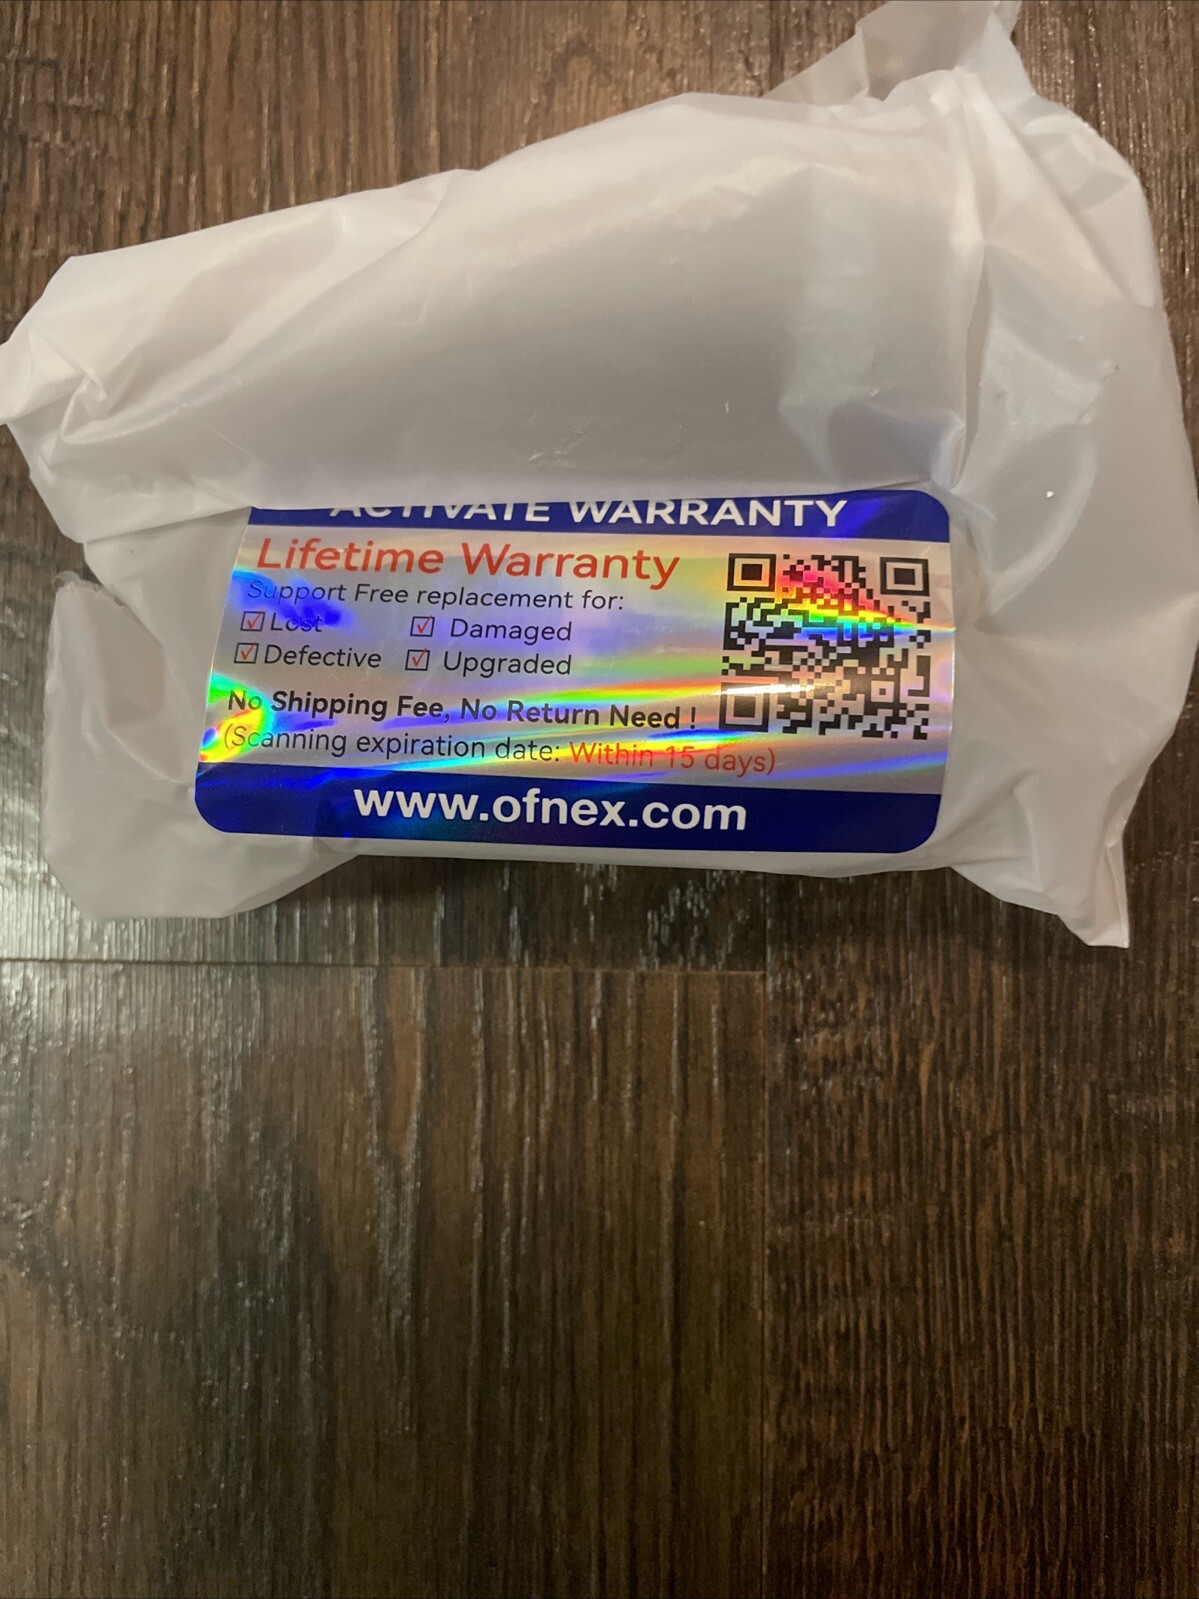 ACTIVATE WARRANTY
Lifetime Warranty
Support Free replacement for:
☑ Lost ☑ Damaged
☑ Defective ☑ Upgraded
No Shipping Fee, No Return Need !
(Scanning expiration date: Within 15 days)
www.ofnex.com